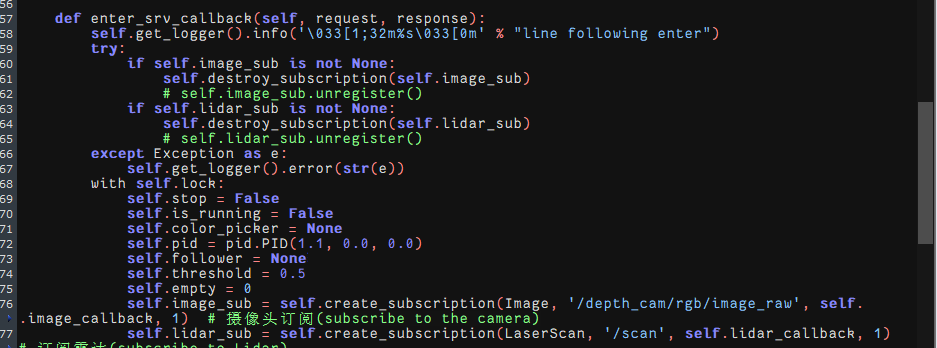 56
57     def enter_srv_callback(self, request, response):
58         self.get_logger().info('\033[1;32m%s\033[0m' % "line following enter")
59         try:
60             if self.image_sub is not None:
61                 self.destroy_subscription(self.image_sub)
62                 # self.image_sub.unregister()
63             if self.lidar_sub is not None:
64                 self.destroy_subscription(self.lidar_sub)
65                 # self.lidar_sub.unregister()
66         except Exception as e:
67             self.get_logger().error(str(e))
68         with self.lock:
69             self.stop = False
70             self.is_running = False
71             self.color_picker = None
72             self.pid = pid.PID(1.1, 0.0, 0.0)
73             self.follower = None
74             self.threshold = 0.5
75             self.empty = 0
76             self.image_sub = self.create_subscription(Image, '/depth_cam/rgb/image_raw', self.
.image_callback, 1)  # 摄像头订阅(subscribe to the camera)
77             self.lidar_sub = self.create_subscription(LaserScan, '/scan', self.lidar_callback, 1)
# 订阅雷达(subscribe to Lidar)